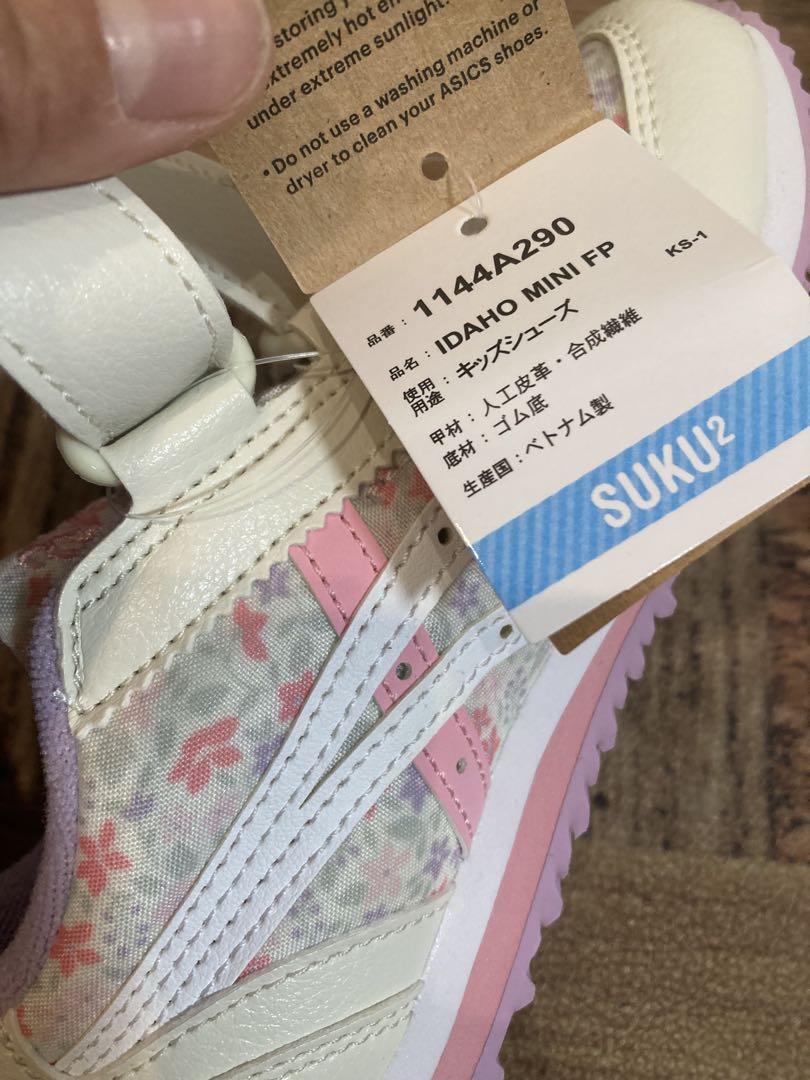 storing y
extremely hot en
under extreme sunlight.
• Do not use a washing machine or
dryer to clean your ASICS shoes.
品番： 1144A290
品名： IDAHO MINI FP KS-1
使用用途： キッズシューズ
甲材： 人工皮革・合成繊維
底材： ゴム底
生産国： ベトナム製
SUKU²